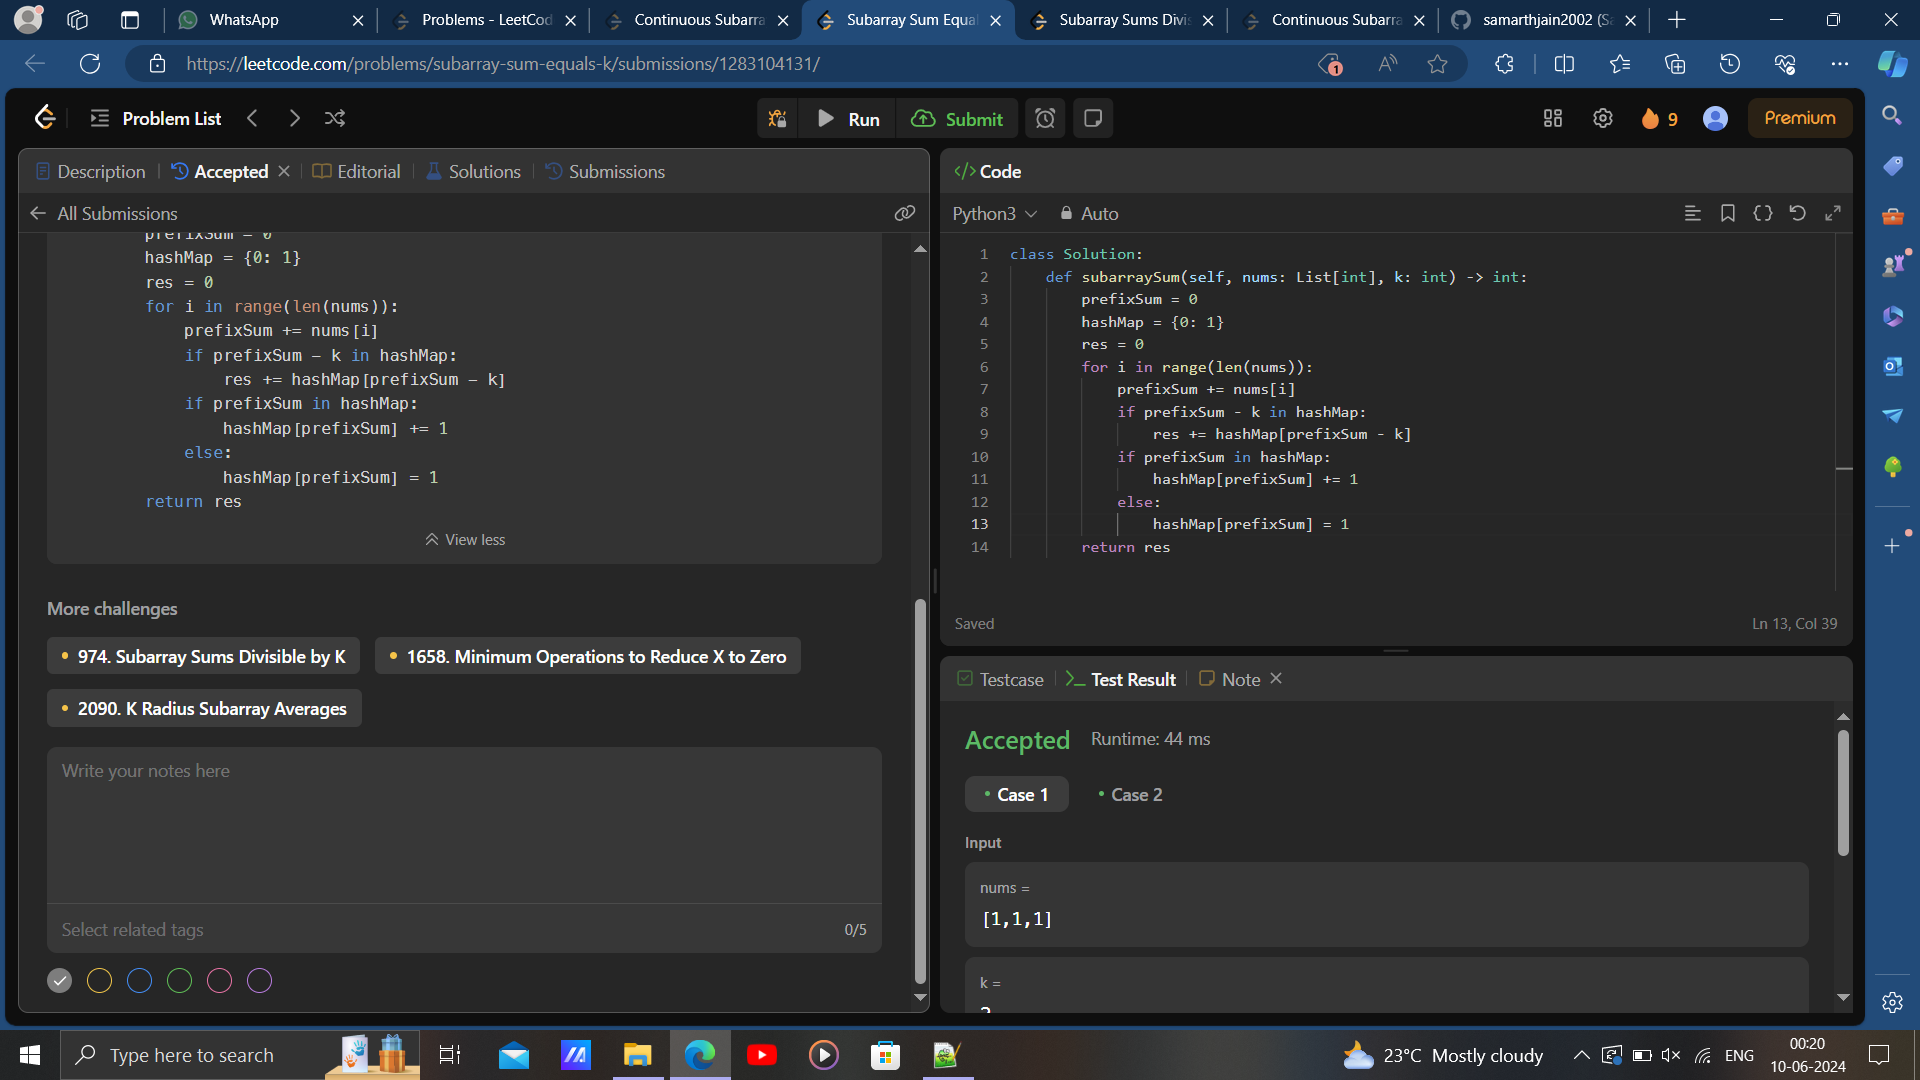 WhatsApp
Problems - LeetCod
Continuous Subarra
Subarray Sum Equa
Subarray Sums Divis
Continuous Subarra
samarthjain2002 (Sa
https://leetcode.com/problems/subarray-sum-equals-k/submissions/1283104131/
1
Problem List
Run
Submit
9
Premium
Description
Accepted
Editorial
Solutions
Submissions
All Submissions
prefixSum = 0
hashMap = {0: 1}
res = 0
for i in range(len(nums)):
prefixSum += nums[i]
if prefixSum - k in hashMap:
res += hashMap[prefixSum - k]
if prefixSum in hashMap:
hashMap[prefixSum] += 1
else:
hashMap[prefixSum] = 1
return res
View less
More challenges
974. Subarray Sums Divisible by K
1658. Minimum Operations to Reduce X to Zero
2090. K Radius Subarray Averages
Write your notes here
Select related tags
0/5
</> Code
Python3
Auto
1 class Solution:
2 def subarraySum(self, nums: List[int], k: int) -> int:
3 prefixSum = 0
4 hashMap = {0: 1}
5 res = 0
6 for i in range(len(nums)):
7 prefixSum += nums[i]
8 if prefixSum - k in hashMap:
9 res += hashMap[prefixSum - k]
10 if prefixSum in hashMap:
11 hashMap[prefixSum] += 1
12 else:
13 hashMap[prefixSum] = 1
14 return res
Saved
Ln 13, Col 39
Testcase
Test Result
Note
Accepted
Runtime: 44 ms
Case 1
Case 2
Input
nums =
[1,1,1]
k =
Type here to search
23°C Mostly cloudy
ENG
00:20
10-06-2024